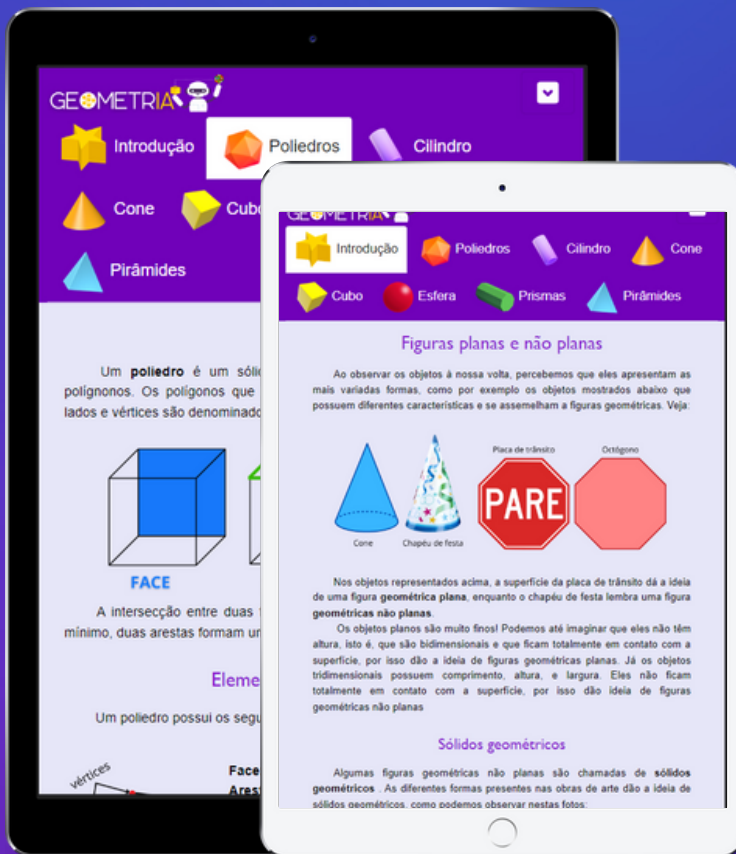 GEOMETRIA
Introdução
Poliedros
Cilindro
Cone
Pirâmides
Um poliedro é um
polígnonos. Os polígonos que
lados e vértices são
FACE
A intersecção entre duas
mínimo, duas arestas formam
Um poliedro possui os
vértices
GEOMETRIA
Introdução
Poliedros
Cilindro
Cone
Cubo
Esfera
Prismas
Pirâmides
Figuras planas e não planas
Ao observar os objetos à nossa volta, percebemos que eles apresentam as
mais variadas formas, como por exemplo os objetos mostrados abaixo que
possuem diferentes características e se assemelham a figuras geométricas. Veja:
Placa de trânsito
Octógono
PARE
Cone
Chapéu de festa
Nos objetos representados acima, a superfície da placa de trânsito dá a ideia
de uma figura geométrica plana, enquanto o chapéu de festa lembra uma figura
geométricas não planas.
Os objetos planos são muito finos! Podemos até imaginar que eles não têm
altura, isto é, que são bidimensionais e que ficam totalmente em contato com a
superfície, por isso dão a ideia de figuras geométricas planas. Já os objetos
tridimensionais possuem comprimento, altura, e largura. Eles não ficam
totalmente em contato com a superfície, por isso dão ideia de figuras
geométricas não planas
Sólidos geométricos
Algumas figuras geométricas não planas são chamadas de sólidos
geométricos . As diferentes formas presentes nas obras de arte dão a ideia de
sólidos geométricos, como podemos observar nestas fotos: